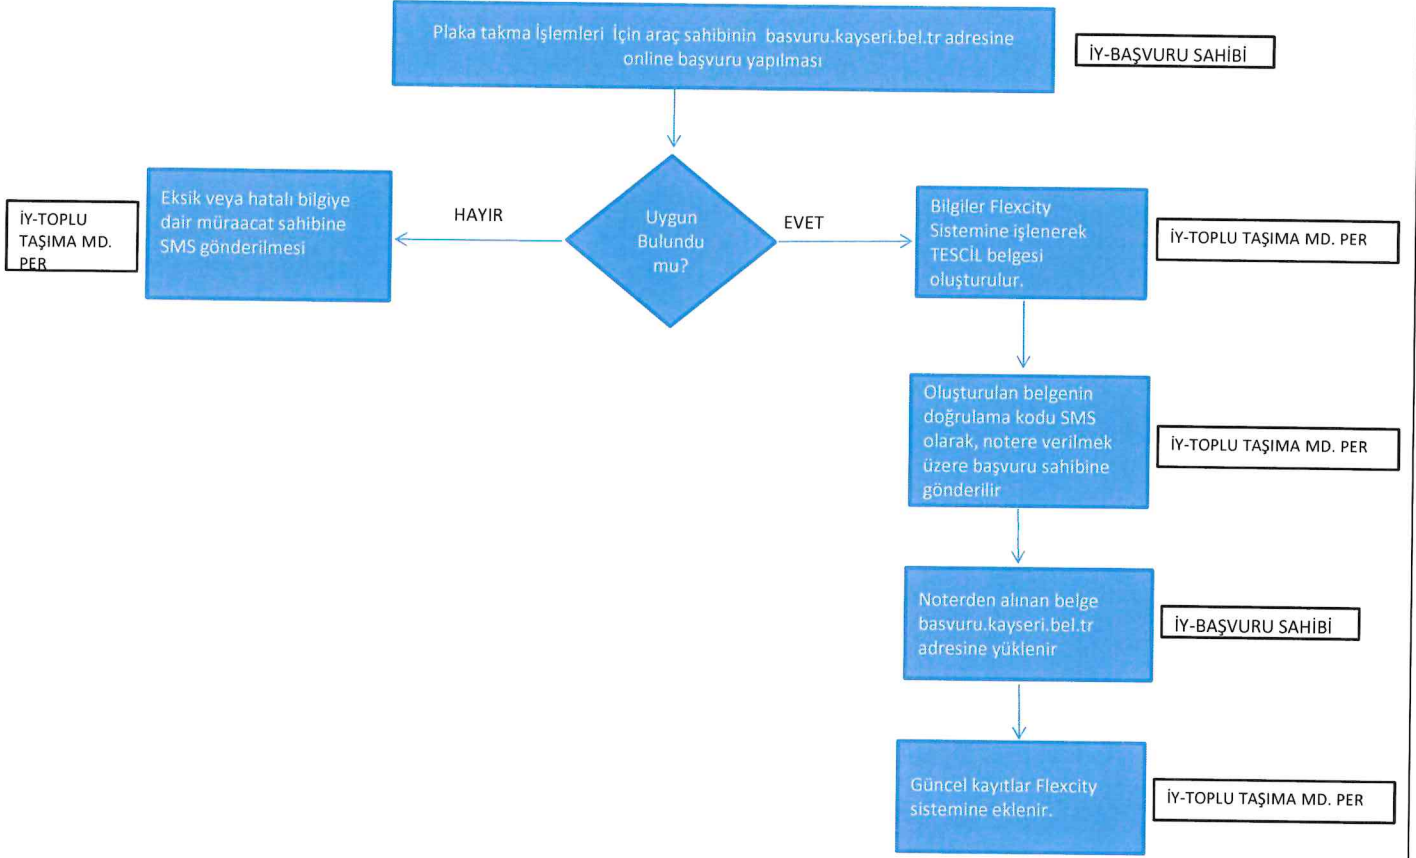 Plaka takma İşlemleri İçin araç sahibinin basvuru.kayseri.bel.tr adresine
online başvuru yapılması
İY-BAŞVURU SAHİBİ
İY-TOPLU
TAŞIMA MD.
PER
Eksik veya hatalı bilgiye
dair müraacat sahibine
SMS gönderilmesi
HAYIR
Uygun
Bulundu
mu?
EVET
Bilgiler Flexcity
Sistemine işlenerek
TESCİL belgesi
oluşturulur.
İY-TOPLU TAŞIMA MD. PER
Oluşturulan belgenin
doğrulama kodu SMS
olarak, notere verilmek
üzere başvuru sahibine
gönderilir
İY-TOPLU TAŞIMA MD. PER
Noterden alınan belge
basvuru.kayseri.bel.tr
adresine yüklenir
İY-BAŞVURU SAHİBİ
Güncel kayıtlar Flexcity
sistemine eklenir.
İY-TOPLU TAŞIMA MD. PER